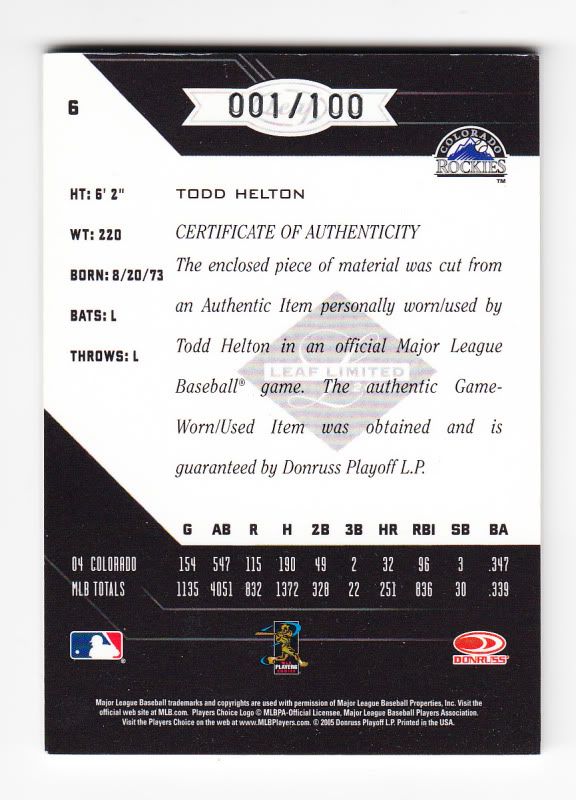 6
001/100
COLORADO
ROCKIES
TM
HT: 6' 2"
WT: 220
BORN: 8/20/73
BATS: L
THROWS: L
TODD HELTON
CERTIFICATE OF AUTHENTICITY
The enclosed piece of material was cut from
an Authentic Item personally worn/used by
Todd Helton in an official Major League
Baseball® game. The authentic Game-
Worn/Used Item was obtained and is
guaranteed by Donruss Playoff L.P.
LEAF LIMITED
G AB R H 2B 3B HR RBI SB BA
04 COLORADO 154 547 115 190 49 2 32 96 3 .347
MLB TOTALS 1135 4051 832 1372 328 22 251 836 30 .339
MLB
PLAYERS
CHOICE
DONRUSS
Major League Baseball trademarks and copyrights are used with permission of Major League Baseball Properties, Inc. Visit the
official web site at MLB.com. Players Choice Logo © MLBPA-Official Licensee, Major League Baseball Players Association.
Visit the Players Choice on the web at www.MLBPlayers.com. © 2005 Donruss Playoff L.P. Printed in the USA.